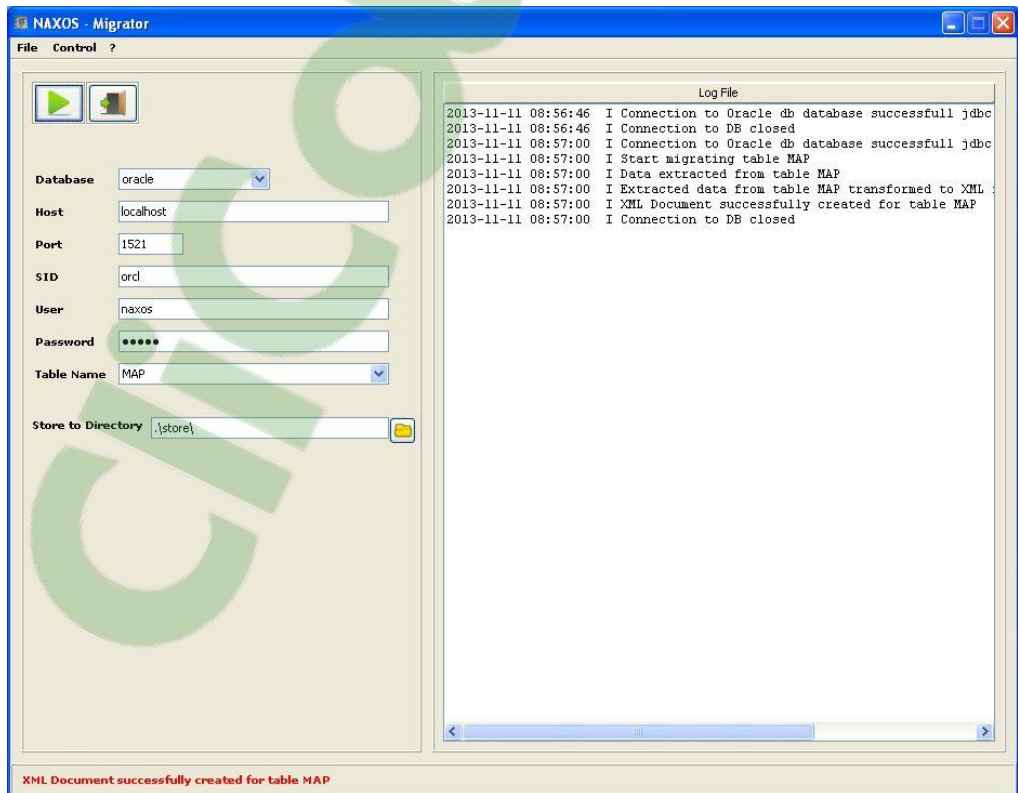 NAXOS - Migrator
File Control ?
Database oracle
Host localhost
Port 1521
SID orcl
User naxos
Password •••••
Table Name MAP
Store to Directory .\store\
Log File
2013-11-11 08:56:46 I Connection to Oracle db database successfull jdbc
2013-11-11 08:56:46 I Connection to DB closed
2013-11-11 08:57:00 I Connection to Oracle db database successfull jdbc
2013-11-11 08:57:00 I Start migrating table MAP
2013-11-11 08:57:00 I Data extracted from table MAP
2013-11-11 08:57:00 I Extracted data from table MAP transformed to XML
2013-11-11 08:57:00 I XML Document successfully created for table MAP
2013-11-11 08:57:00 I Connection to DB closed
XML Document successfully created for table MAP